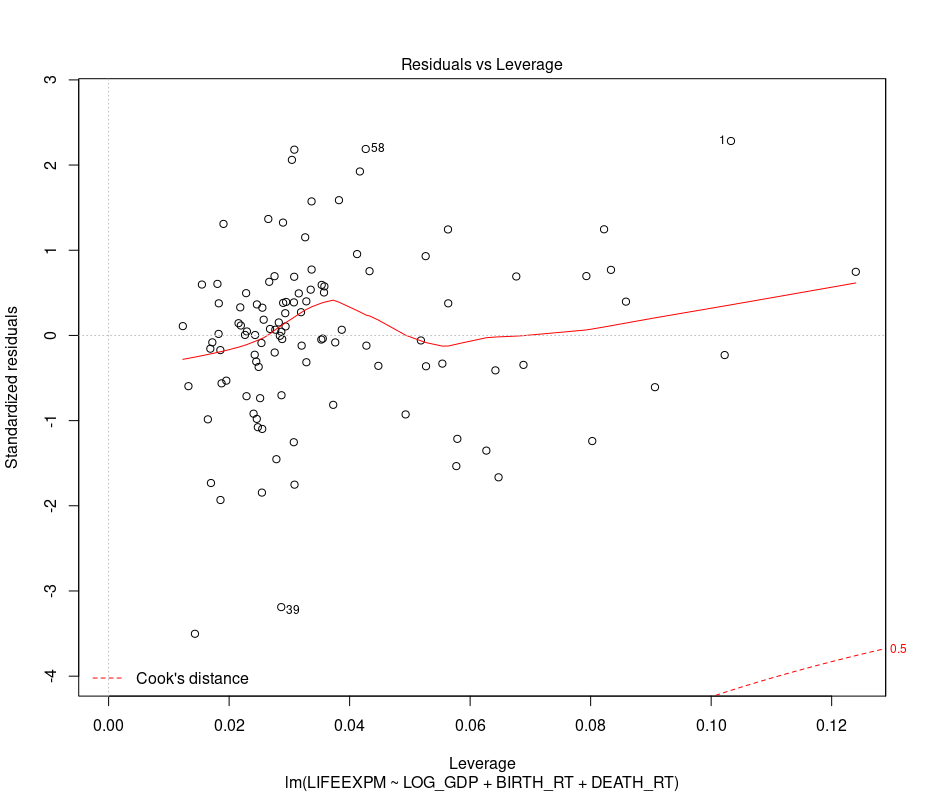 Residuals vs Leverage
Standardized residuals
3
2
1
0
-1
-2
-3
-4
58
1
39
0.5
Cook's distance
0.00 0.02 0.04 0.06 0.08 0.10 0.12
Leverage
lm(LIFEEXPM ~ LOG_GDP + BIRTH_RT + DEATH_RT)